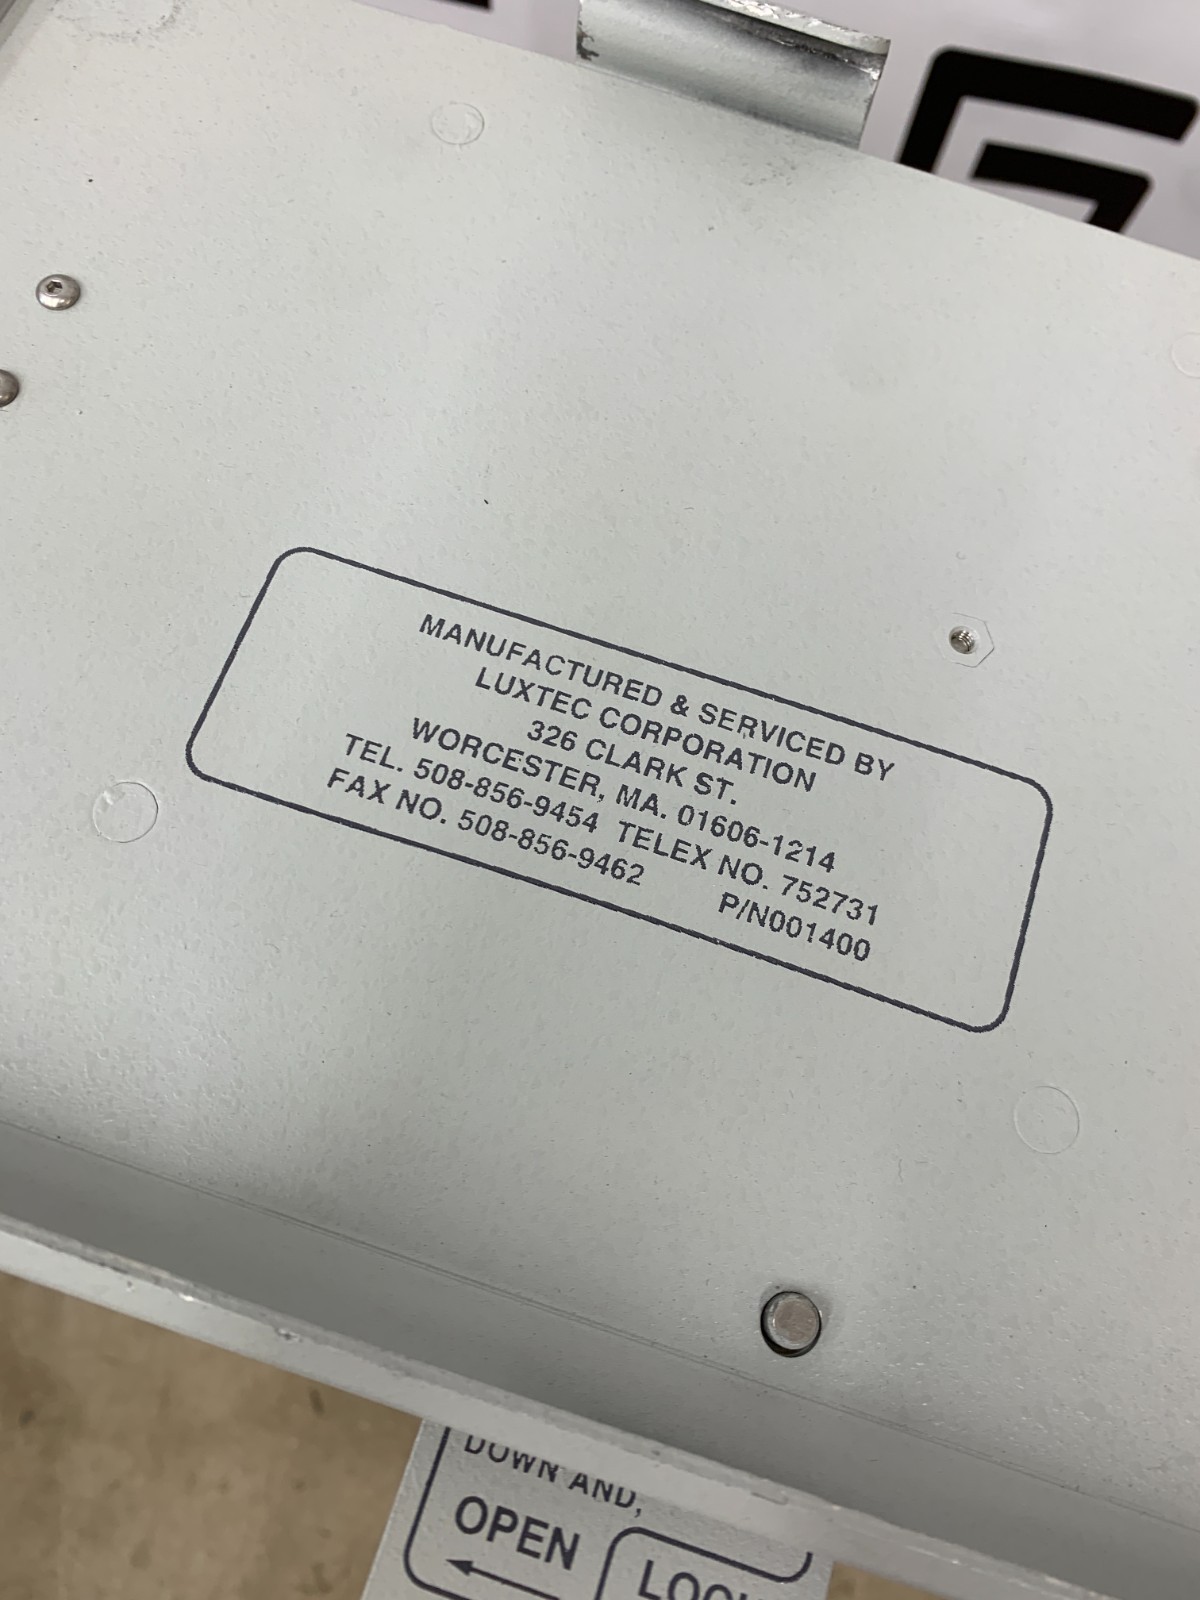 MANUFACTURED & SERVICED BY
LUXTEC CORPORATION
326 CLARK ST.
WORCESTER, MA. 01606-1214
TEL. 508-856-9454 TELEX NO. 752731
FAX NO. 508-856-9462 P/N001400
DOWN AND,
OPEN